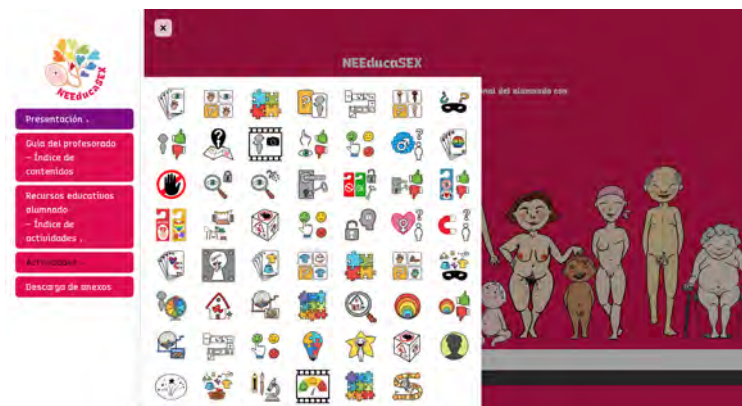 NEEducaSEX
NEEducaSEX
onal del alumnado con
Presentación .
Guía del profesorado
– Índice de
contenidos
Recursos educativos
alumnado
– Índice de
actividades .
Actividades .
Descarga de anexos